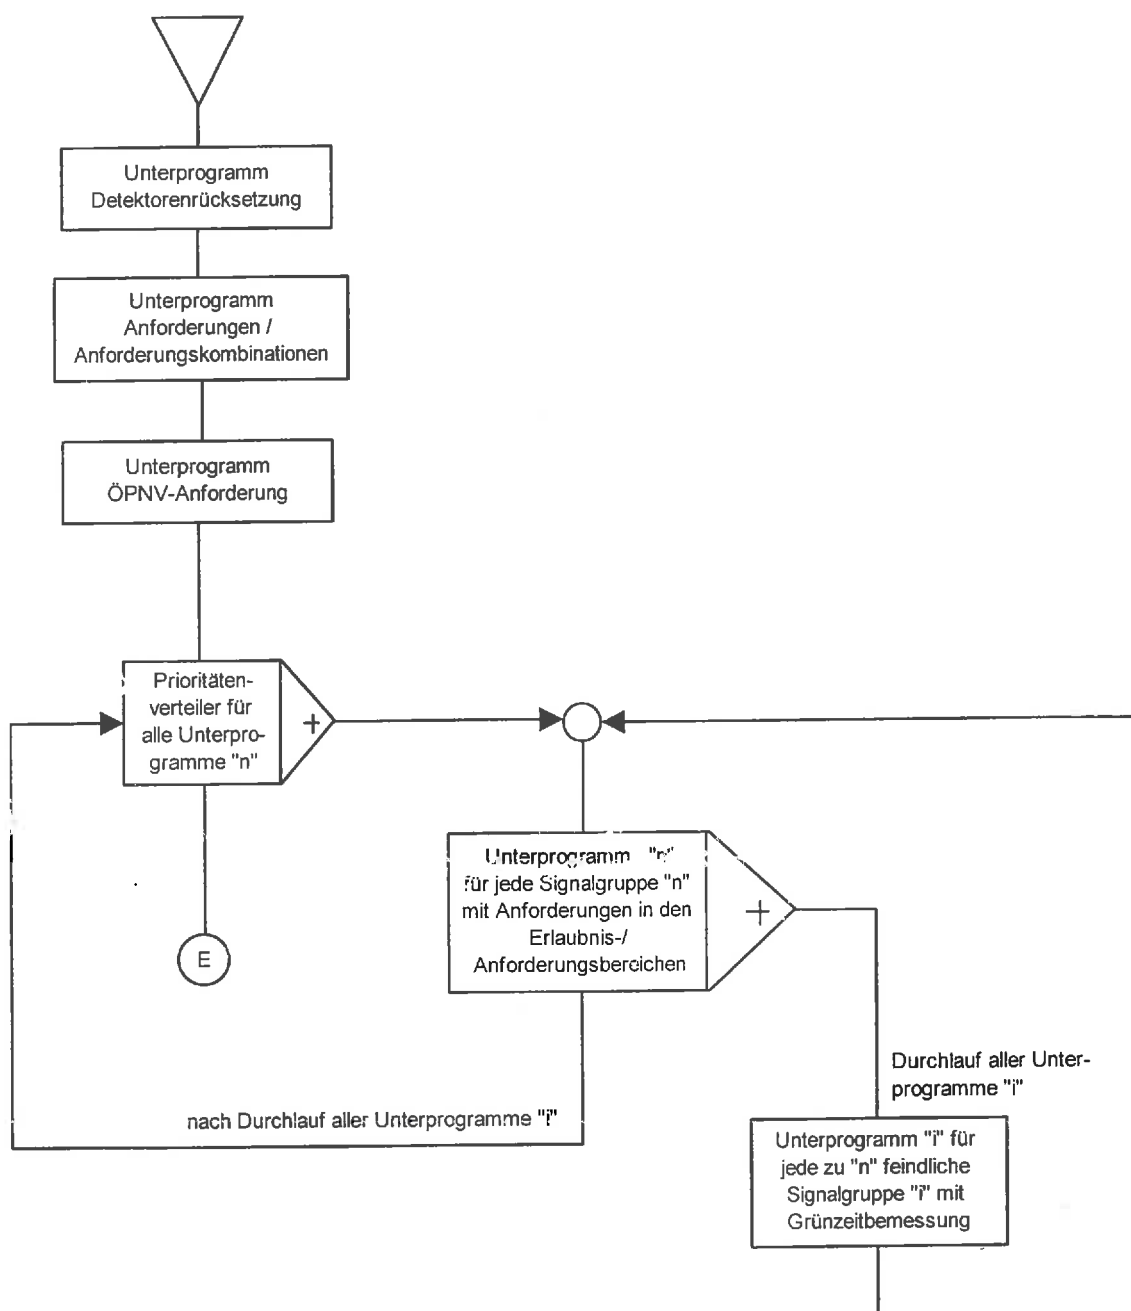 Unterprogramm
Detektorenrücksetzung
Unterprogramm
Anforderungen /
Anforderungskombinationen
Unterprogramm
ÖPNV-Anforderung
Prioritäten-
verteiler für
alle Unterpro-
gramme "n"
+
E
Unterprogramm "n"
für jede Signalgruppe "n"
mit Anforderungen in den
Erlaubnis-/
Anforderungsbereichen
+
nach Durchlauf aller Unterprogramme "i"
Durchlauf aller Unter-
programme "i"
Unterprogramm "i" für
jede zu "n" feindliche
Signalgruppe "i" mit
Grünzeitbemessung